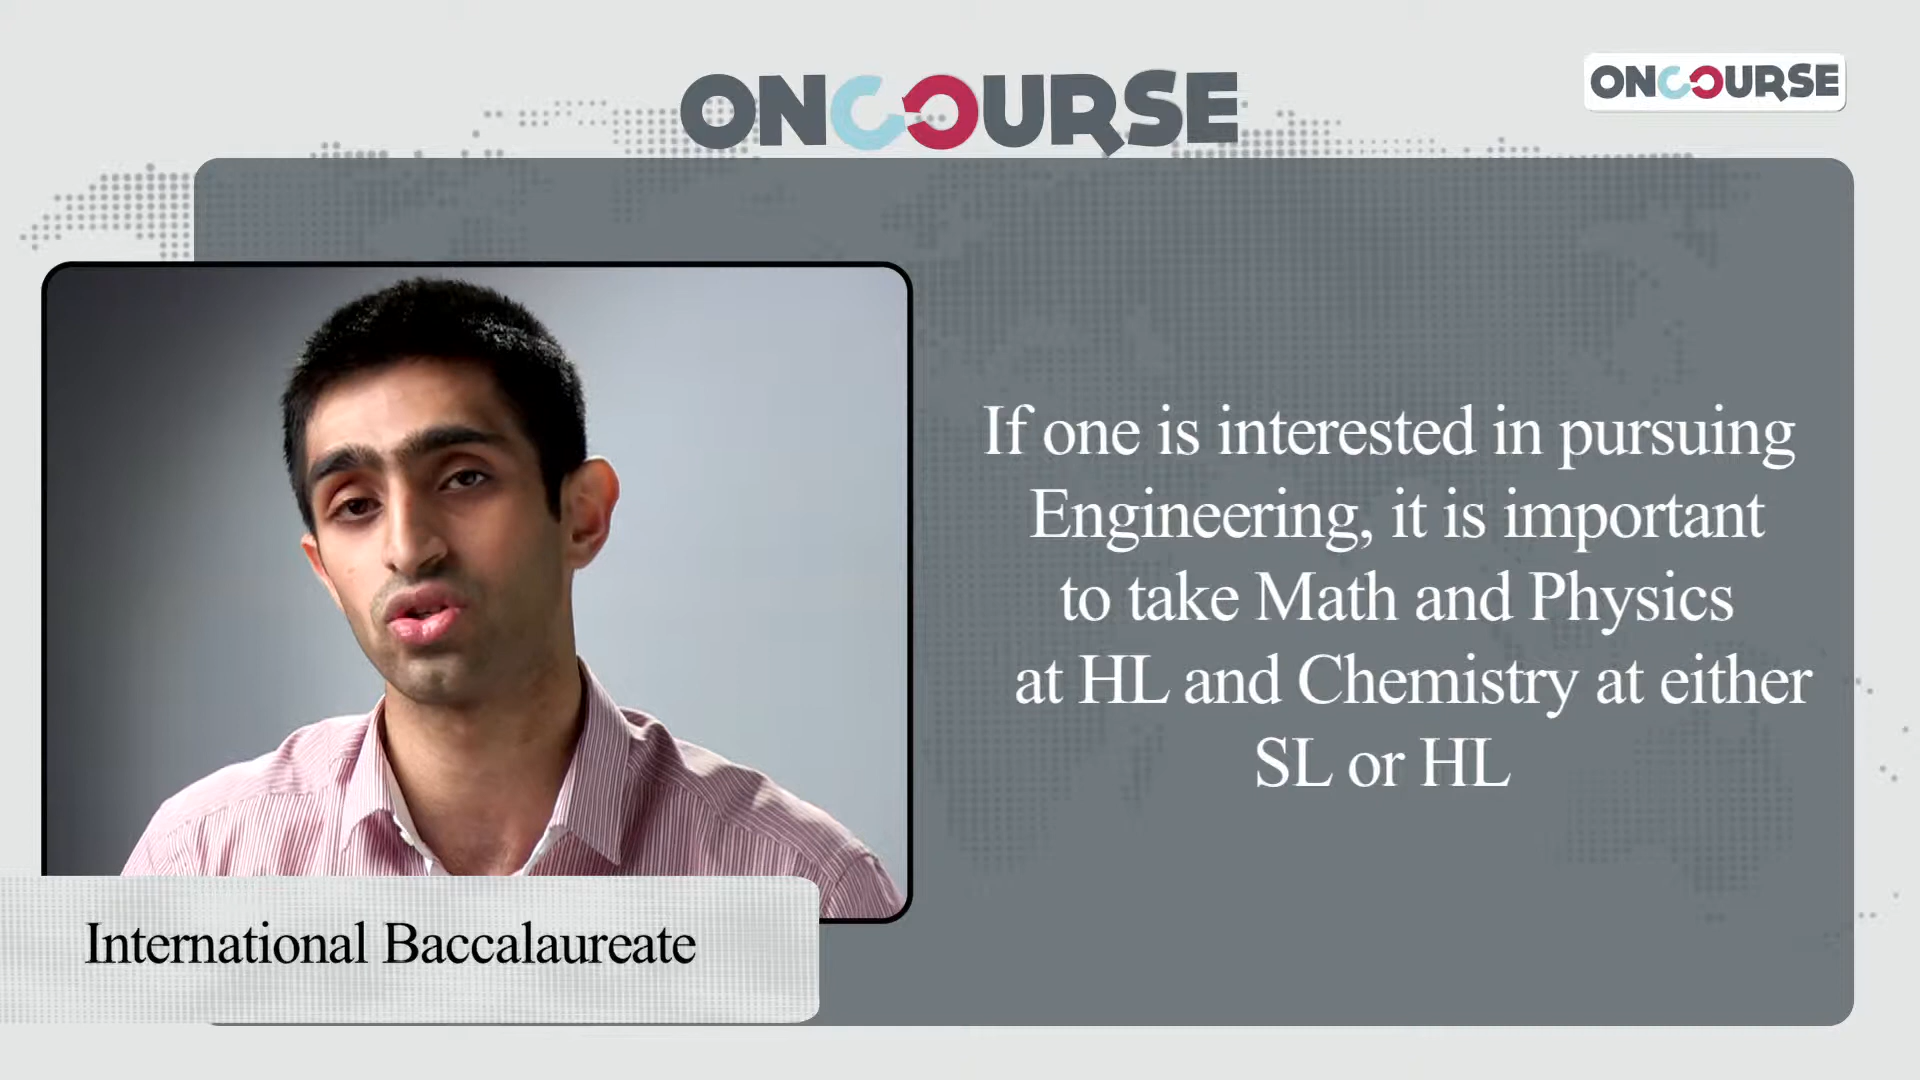 ONCOURSE
ONCOURSE
If one is interested in pursuing
Engineering, it is important
to take Math and Physics
at HL and Chemistry at either
SL or HL
International Baccalaureate